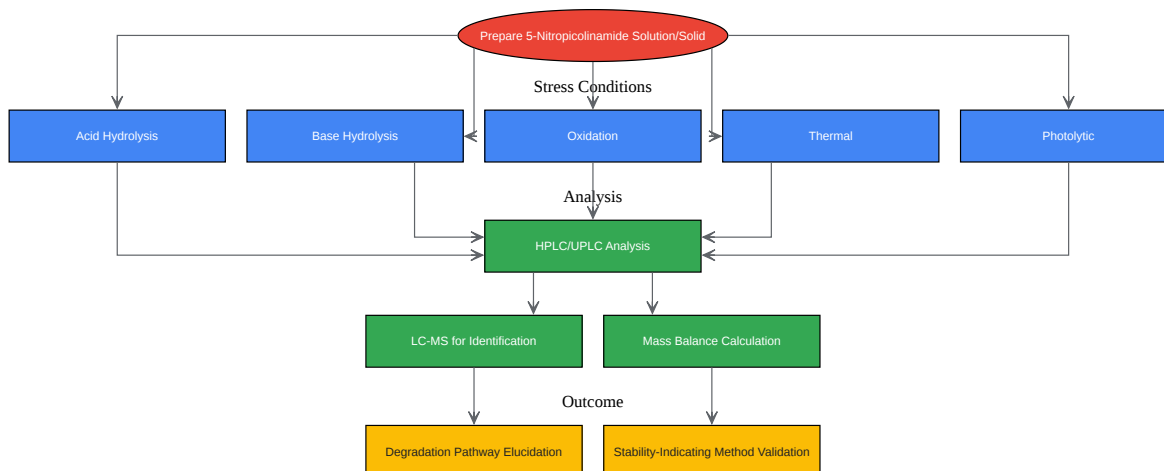 Prepare 5-Nitropicolinamide Solution/Solid
Stress Conditions
Acid Hydrolysis
Base Hydrolysis
Oxidation
Thermal
Photolytic
Analysis
HPLC/UPLC Analysis
LC-MS for Identification
Mass Balance Calculation
Outcome
Degradation Pathway Elucidation
Stability-Indicating Method Validation